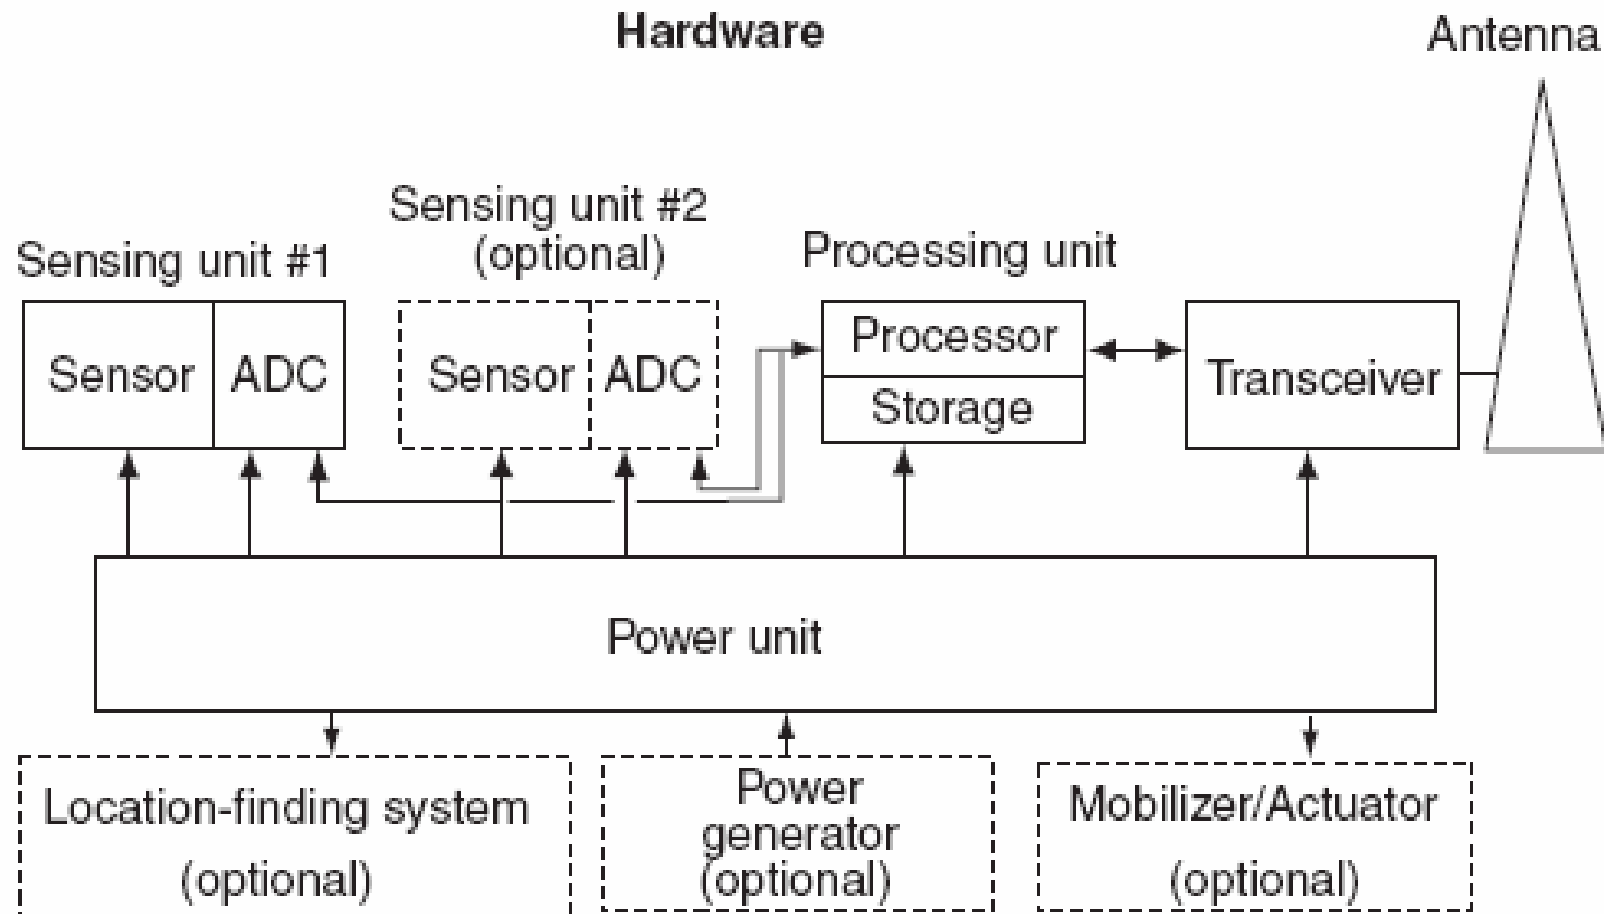 Hardware
Antenna
Sensing unit #1
Sensing unit #2
(optional)
Processing unit
Sensor
ADC
Sensor
ADC
Processor
Storage
Transceiver
Power unit
Location-finding system
(optional)
Power
generator
(optional)
Mobilizer/Actuator
(optional)